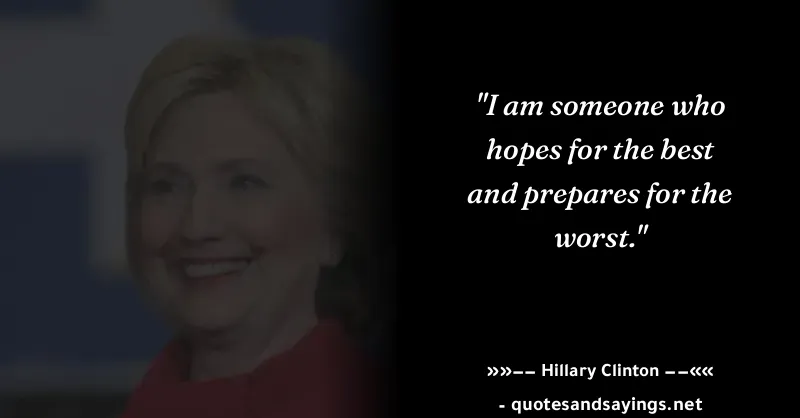 "I am someone who
hopes for the best
and prepares for the
worst."
»»–– Hillary Clinton ––««
- quotesandsayings.net